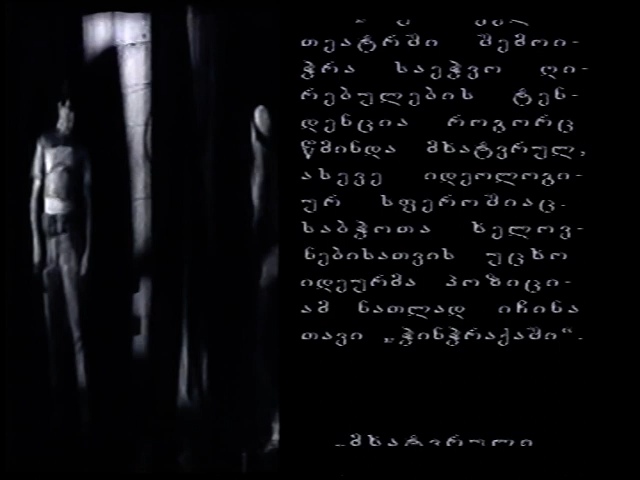 თეატრში შემოი-
ჭრა საეჭვო ღი-
რებულების ტენ-
დენცია როგორც
წმინდა მხატვრულ,
ასევე იდეოლოგი-
ურ სფეროშიაც.
საბჭოთა ხელოვ-
ნებისათვის უცხო
იდეურმა პოზიცი-
ამ ნათლად იჩინა
თავი „ჭინჭრაქაში“.
„მხატვრული